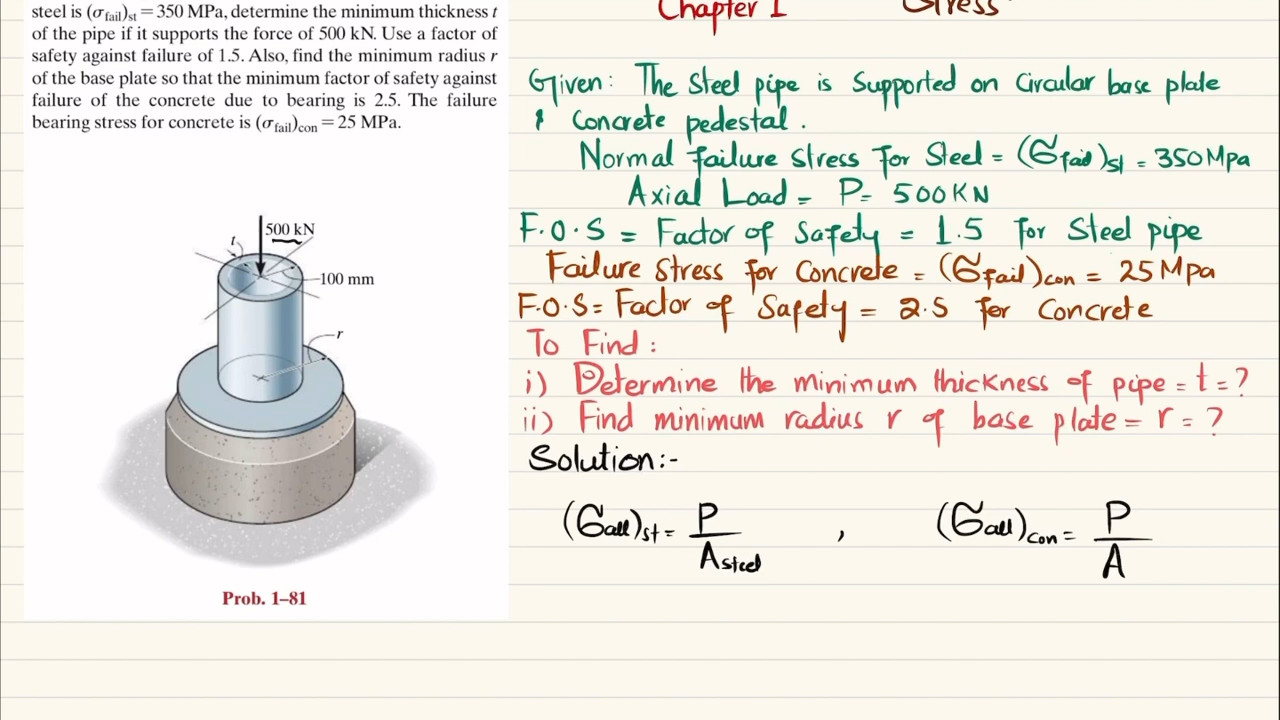 steel is (σfail)st = 350 MPa, determine the minimum thickness t
of the pipe if it supports the force of 500 kN. Use a factor of
safety against failure of 1.5. Also, find the minimum radius r
of the base plate so that the minimum factor of safety against
failure of the concrete due to bearing is 2.5. The failure
bearing stress for concrete is (σfail)con = 25 MPa.
t
500 kN
100 mm
r
Prob. 1–81
Chapter 1 Stress
Given: The Steel pipe is Supported on Circular base plate
& Concrete pedestal.
Normal failure stress for Steel = (σfail)st = 350 Mpa
Axial Load = P = 500 KN
F.O.S = Factor of Safety = 1.5 for Steel pipe
Failure Stress for Concrete = (σfail)con = 25 Mpa
F.O.S = Factor of Safety = 2.5 for Concrete
To Find:
i) Determine the minimum thickness of pipe = t = ?
ii) Find minimum radius r of base plate = r = ?
Solution:-
(σall)st = P / Asteel , (σall)con = P / A